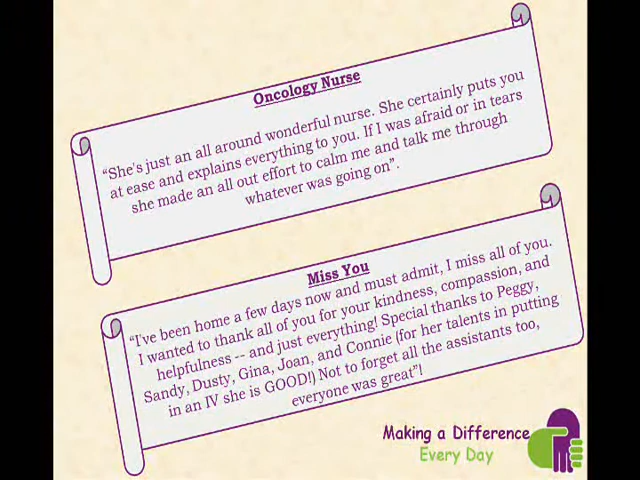 Oncology Nurse
“She's just an all around wonderful nurse. She certainly puts you
at ease and explains everything to you. If I was afraid or in tears
she made an all out effort to calm me and talk me through
whatever was going on”.
Miss You
“I've been home a few days now and must admit, I miss all of you.
I wanted to thank all of you for your kindness, compassion, and
helpfulness -- and just everything! Special thanks to Peggy,
Sandy, Dusty, Gina, Joan, and Connie (for her talents in putting
in an IV she is GOOD!) Not to forget all the assistants too,
everyone was great”!
Making a Difference
Every Day